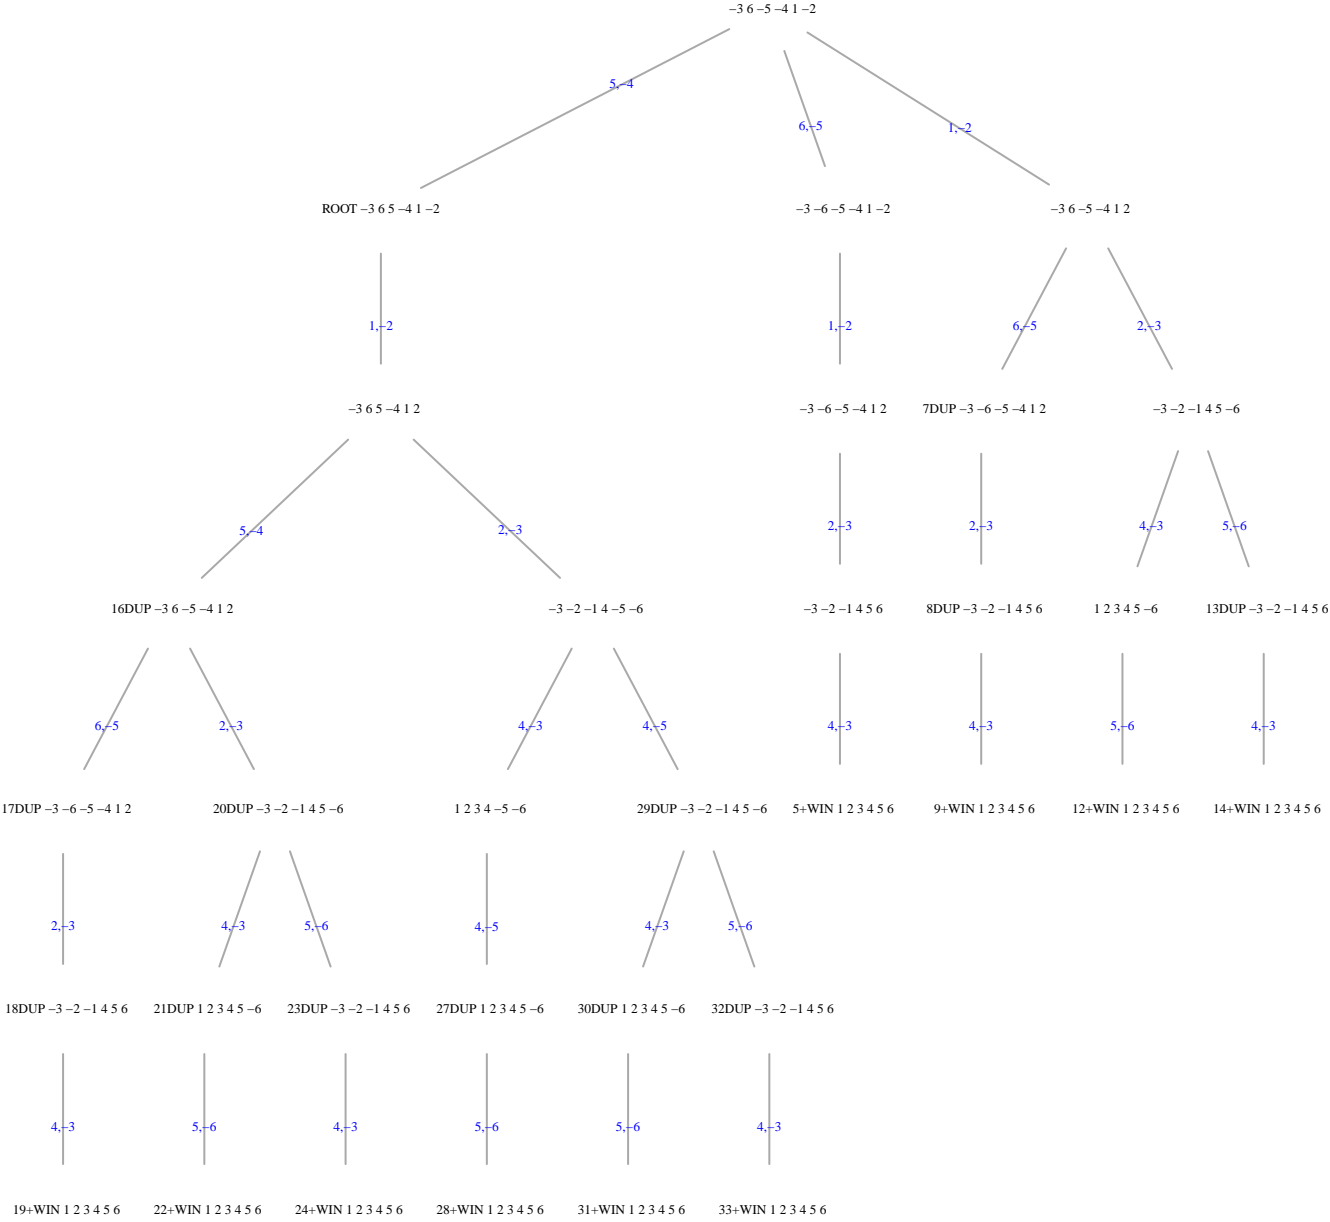 −3 6 −5 −4 1 −2
5,−4
6,−5
1,−2
ROOT −3 6 5 −4 1 −2
−3 −6 −5 −4 1 −2
−3 6 −5 −4 1 2
1,−2
1,−2
6,−5
2,−3
−3 6 5 −4 1 2
−3 −6 −5 −4 1 2
7DUP −3 −6 −5 −4 1 2
−3 −2 −1 4 5 −6
5,−4
2,−3
2,−3
2,−3
4,−3
5,−6
16DUP −3 6 −5 −4 1 2
−3 −2 −1 4 −5 −6
−3 −2 −1 4 5 6
8DUP −3 −2 −1 4 5 6
1 2 3 4 5 −6
13DUP −3 −2 −1 4 5 6
6,−5
2,−3
4,−3
4,−5
4,−3
4,−3
5,−6
4,−3
17DUP −3 −6 −5 −4 1 2
20DUP −3 −2 −1 4 5 −6
1 2 3 4 −5 −6
29DUP −3 −2 −1 4 5 −6
5+WIN 1 2 3 4 5 6
9+WIN 1 2 3 4 5 6
12+WIN 1 2 3 4 5 6
14+WIN 1 2 3 4 5 6
2,−3
4,−3
5,−6
4,−5
4,−3
5,−6
18DUP −3 −2 −1 4 5 6
21DUP 1 2 3 4 5 −6
23DUP −3 −2 −1 4 5 6
27DUP 1 2 3 4 5 −6
30DUP 1 2 3 4 5 −6
32DUP −3 −2 −1 4 5 6
4,−3
5,−6
4,−3
5,−6
5,−6
4,−3
19+WIN 1 2 3 4 5 6
22+WIN 1 2 3 4 5 6
24+WIN 1 2 3 4 5 6
28+WIN 1 2 3 4 5 6
31+WIN 1 2 3 4 5 6
33+WIN 1 2 3 4 5 6